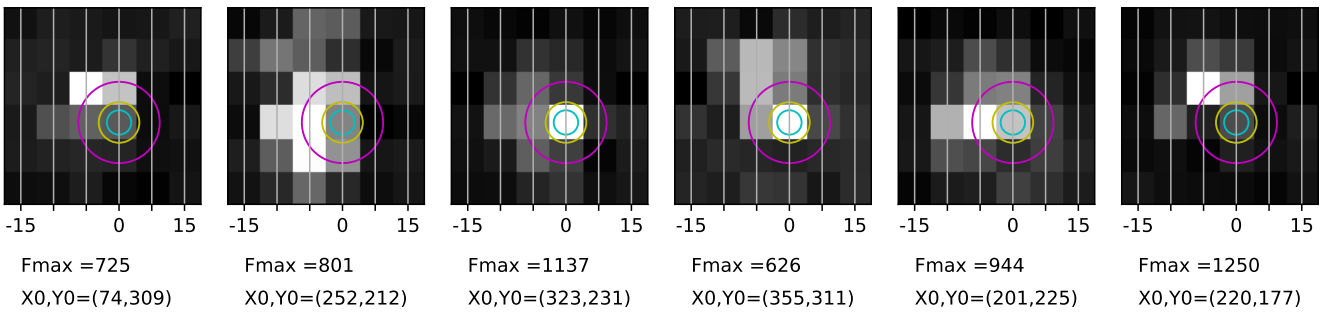 -15 0 15 -15 0 15 -15 0 15 -15 0 15 -15 0 15 -15 0 15
Fmax =725 Fmax =801 Fmax =1137 Fmax =626 Fmax =944 Fmax =1250
X0,Y0=(74,309) X0,Y0=(252,212) X0,Y0=(323,231) X0,Y0=(355,311) X0,Y0=(201,225) X0,Y0=(220,177)